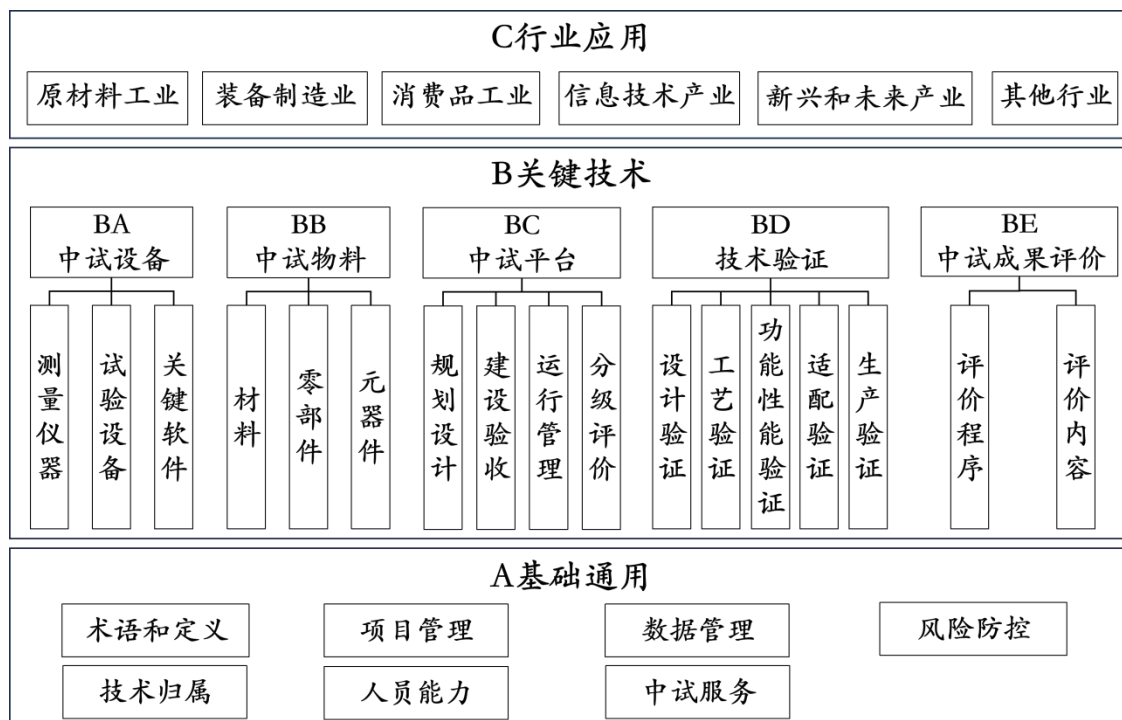 C行业应用
原材料工业
装备制造业
消费品工业
信息技术产业
新兴和未来产业
其他行业
B关键技术
BA
中试设备
BB
中试物料
BC
中试平台
BD
技术验证
BE
中试成果评价
测量仪器
试验设备
关键软件
材料
零部件
元器件
规划设计
建设验收
运行管理
分级评价
设计验证
工艺验证
功能性能验证
适配验证
生产验证
评价程序
评价内容
A基础通用
术语和定义
项目管理
数据管理
风险防控
技术归属
人员能力
中试服务